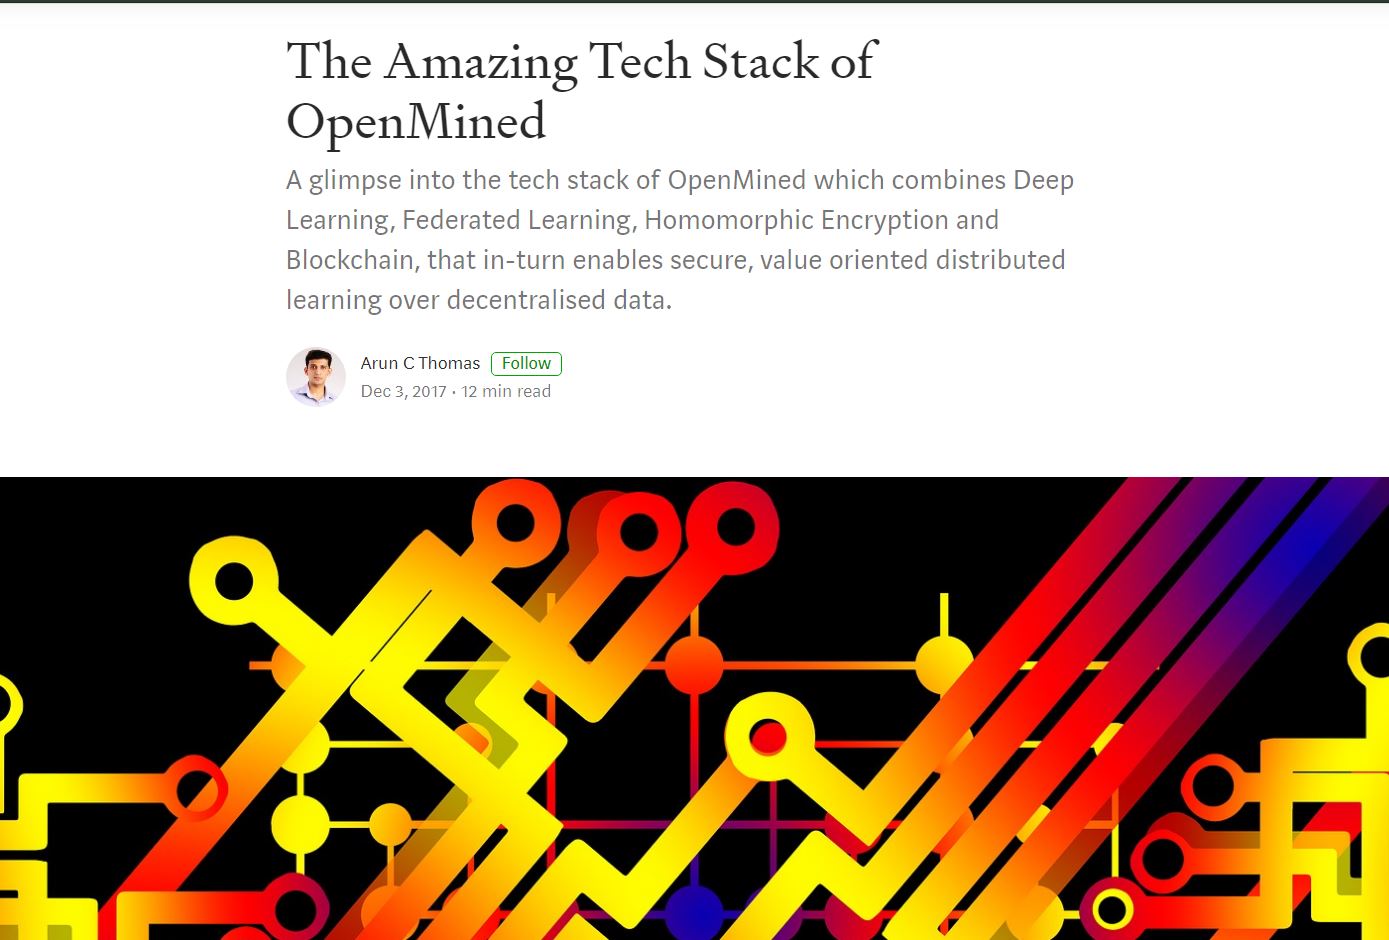 The Amazing Tech Stack of
OpenMined
A glimpse into the tech stack of OpenMined which combines Deep
Learning, Federated Learning, Homomorphic Encryption and
Blockchain, that in-turn enables secure, value oriented distributed
learning over decentralised data.
Arun C Thomas Follow
Dec 3, 2017 · 12 min read